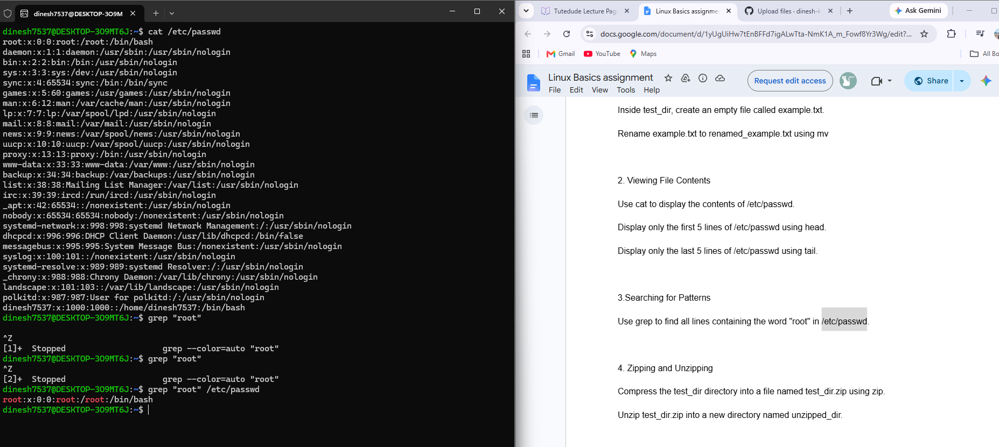 dinesh7537@DESKTOP-3O9M
dinesh7537@DESKTOP-3O9MT6J:~$ cat /etc/passwd
root:x:0:0:root:/root:/bin/bash
daemon:x:1:1:daemon:/usr/sbin:/usr/sbin/nologin
bin:x:2:2:bin:/bin:/usr/sbin/nologin
sys:x:3:3:sys:/dev:/usr/sbin/nologin
sync:x:4:65534:sync:/bin:/bin/sync
games:x:5:60:games:/usr/games:/usr/sbin/nologin
man:x:6:12:man:/var/cache/man:/usr/sbin/nologin
lp:x:7:7:lp:/var/spool/lpd:/usr/sbin/nologin
mail:x:8:8:mail:/var/mail:/usr/sbin/nologin
news:x:9:9:news:/var/spool/news:/usr/sbin/nologin
uucp:x:10:10:uucp:/var/spool/uucp:/usr/sbin/nologin
proxy:x:13:13:proxy:/bin:/usr/sbin/nologin
www-data:x:33:33:www-data:/var/www:/usr/sbin/nologin
backup:x:34:34:backup:/var/backups:/usr/sbin/nologin
list:x:38:38:Mailing List Manager:/var/list:/usr/sbin/nologin
irc:x:39:39:ircd:/run/ircd:/usr/sbin/nologin
_apt:x:42:65534::/nonexistent:/usr/sbin/nologin
nobody:x:65534:65534:nobody:/nonexistent:/usr/sbin/nologin
systemd-network:x:998:998:systemd Network Management:/:/usr/sbin/nologin
dhcpcd:x:996:996:DHCP Client Daemon:/usr/lib/dhcpcd:/bin/false
messagebus:x:995:995:System Message Bus:/nonexistent:/usr/sbin/nologin
syslog:x:100:101::/nonexistent:/usr/sbin/nologin
systemd-resolve:x:989:989:systemd Resolver:/:/usr/sbin/nologin
_chrony:x:988:988:Chrony Daemon:/var/lib/chrony:/usr/sbin/nologin
landscape:x:101:103::/var/lib/landscape:/usr/sbin/nologin
polkitd:x:987:987:User for polkitd:/:/usr/sbin/nologin
dinesh7537:x:1000:1000::/home/dinesh7537:/bin/bash
dinesh7537@DESKTOP-3O9MT6J:~$ grep "root"
^Z
[1]+  Stopped                    grep --color=auto "root"
dinesh7537@DESKTOP-3O9MT6J:~$ grep "root"
^Z
[2]+  Stopped                    grep --color=auto "root"
dinesh7537@DESKTOP-3O9MT6J:~$ grep "root" /etc/passwd
root:x:0:0:root:/root:/bin/bash
dinesh7537@DESKTOP-3O9MT6J:~$
Tutedude Lecture Pag
Linux Basics assignme
Upload files · dinesh-k
Ask Gemini
docs.google.com/document/d/1yUgUiHw7tEnBFFd7igALwTta-NmK1A_m_Fowf8Yr3Wg/edit?...
Gmail
YouTube
Maps
All Bo
Linux Basics assignment
File Edit View Tools Help
Request edit access
Share
Inside test_dir, create an empty file called example.txt.
Rename example.txt to renamed_example.txt using mv
2. Viewing File Contents
Use cat to display the contents of /etc/passwd.
Display only the first 5 lines of /etc/passwd using head.
Display only the last 5 lines of /etc/passwd using tail.
3.Searching for Patterns
Use grep to find all lines containing the word "root" in /etc/passwd.
4. Zipping and Unzipping
Compress the test_dir directory into a file named test_dir.zip using zip.
Unzip test_dir.zip into a new directory named unzipped_dir.